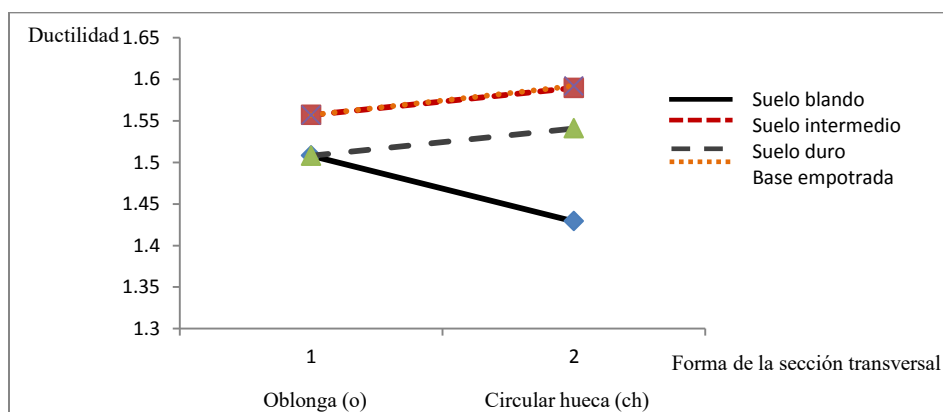 Ductilidad
1.65
1.6
1.55
1.5
1.45
1.4
1.35
1.3
1 2
Oblonga (o) Circular hueca (ch)
Forma de la sección transversal
Suelo blando
Suelo intermedio
Suelo duro
Base empotrada